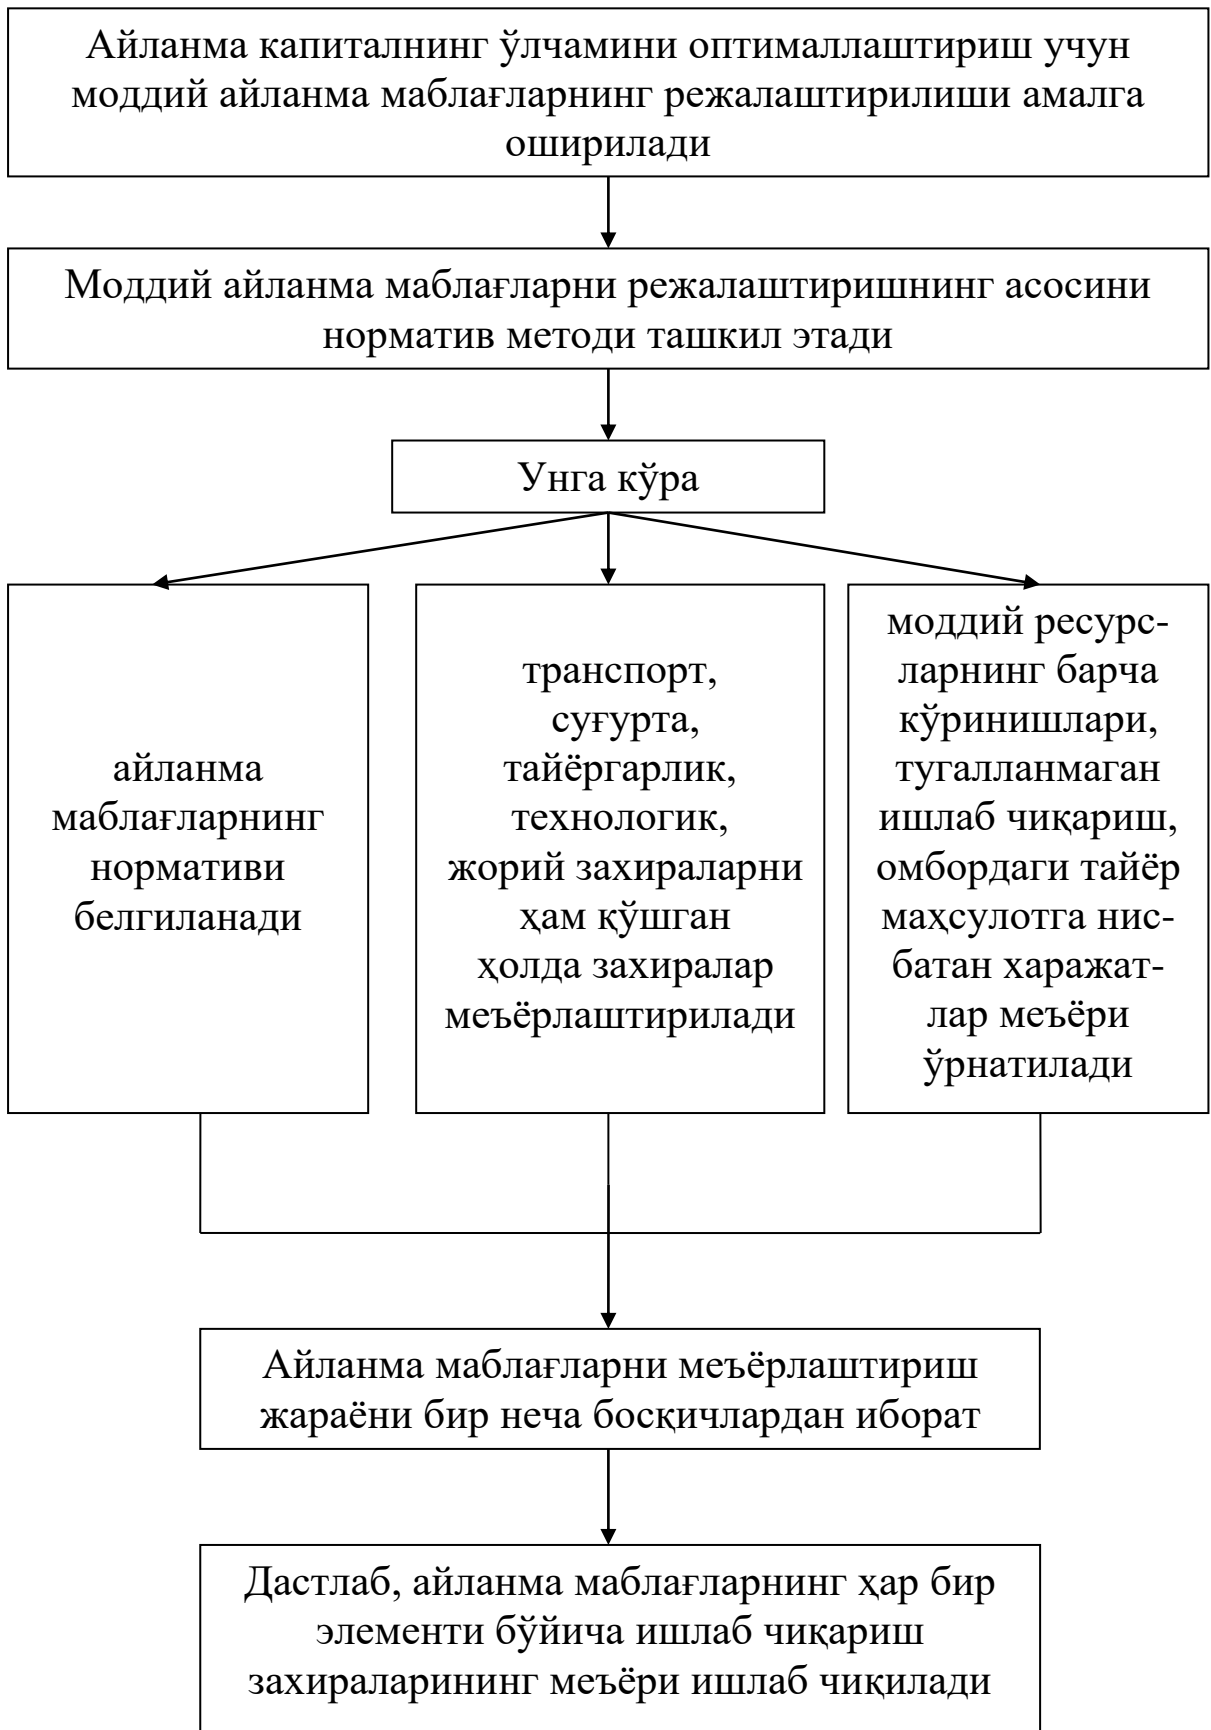 Айланма капиталнинг ўлчамини оптималлаштириш учун
моддий айланма маблағларнинг режалаштирилиши амалга
оширилади
Моддий айланма маблағларни режалаштиришнинг асосини
норматив методи ташкил этади
Унга кўра
айланма
маблағларнинг
нормативи
белгиланади
транспорт,
суғурта,
тайёргарлик,
технологик,
жорий захираларни
ҳам қўшган
ҳолда захиралар
меъёрлаштирилади
моддий ресурс-
ларнинг барча
кўринишлари,
тугалланмаган
ишлаб чиқариш,
омбордаги тайёр
маҳсулотга нис-
батан харажат-
лар меъёри
ўрнатилади
Айланма маблағларни меъёрлаштириш
жараёни бир неча босқичлардан иборат
Дастлаб, айланма маблағларнинг ҳар бир
элементи бўйича ишлаб чиқариш
захираларининг меъёри ишлаб чиқилади